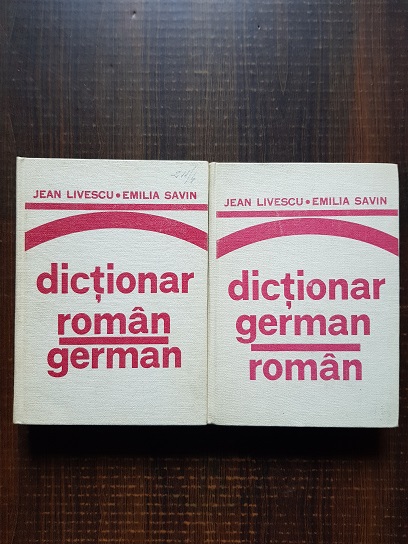 JEAN LIVESCU • EMILIA SAVIN
dicționar
român
german
JEAN LIVESCU • EMILIA SAVIN
dicționar
german
român